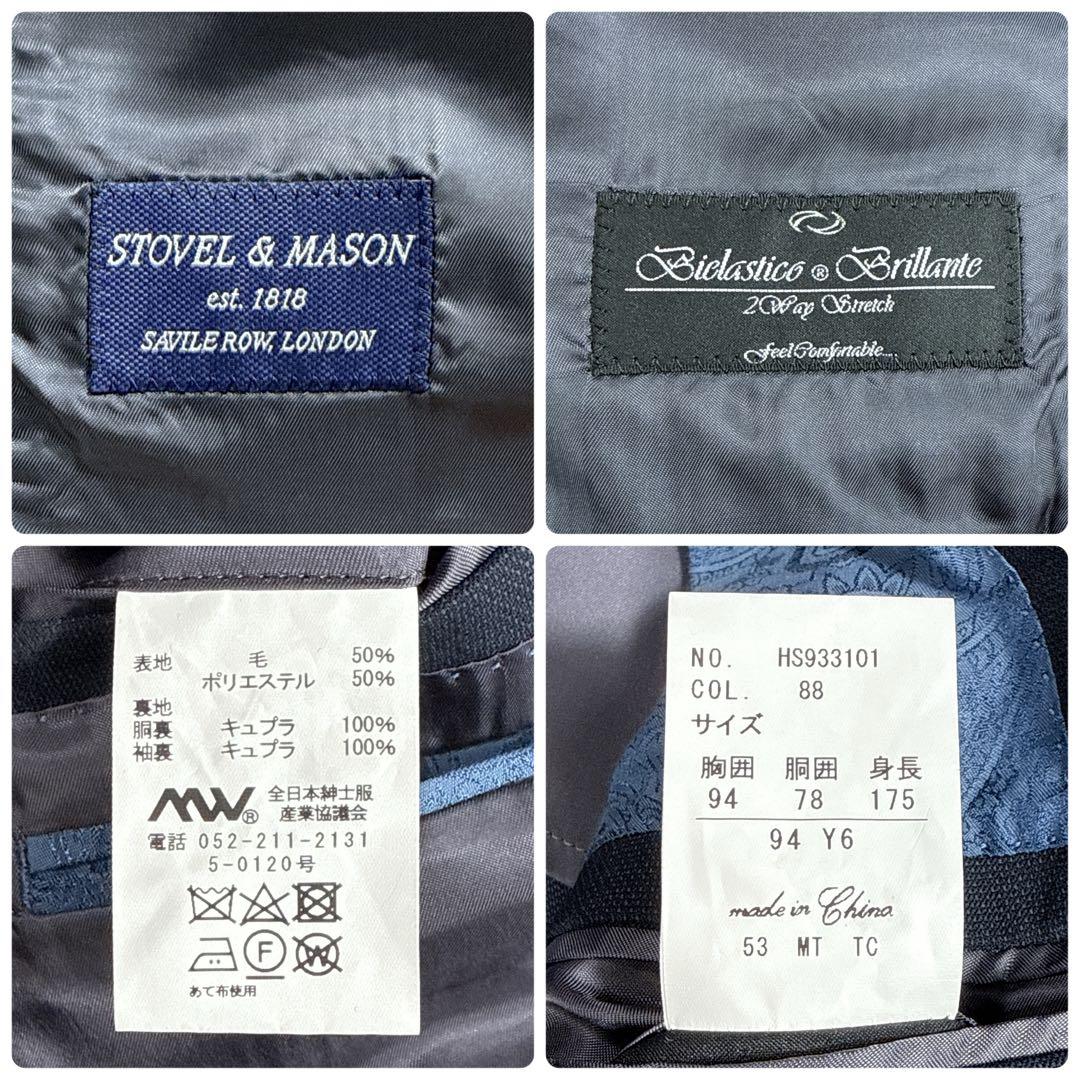 STOVEL & MASON
est. 1818
SAVILE ROW, LONDON
Bielastico ® Brillante
2 Way Stretch
feel Comfortable....
表地 毛 50%
ポリエステル 50%
裏地
胴裏 キュプラ 100%
袖裏 キュプラ 100%
MW® 全日本紳士服
産業協議会
電話 052-211-2131
5-0120号
F W
あて布使用
NO. HS933101
COL. 88
サイズ
胸囲 胴囲 身長
94 78 175
94 Y6
made in China
53 MT TC